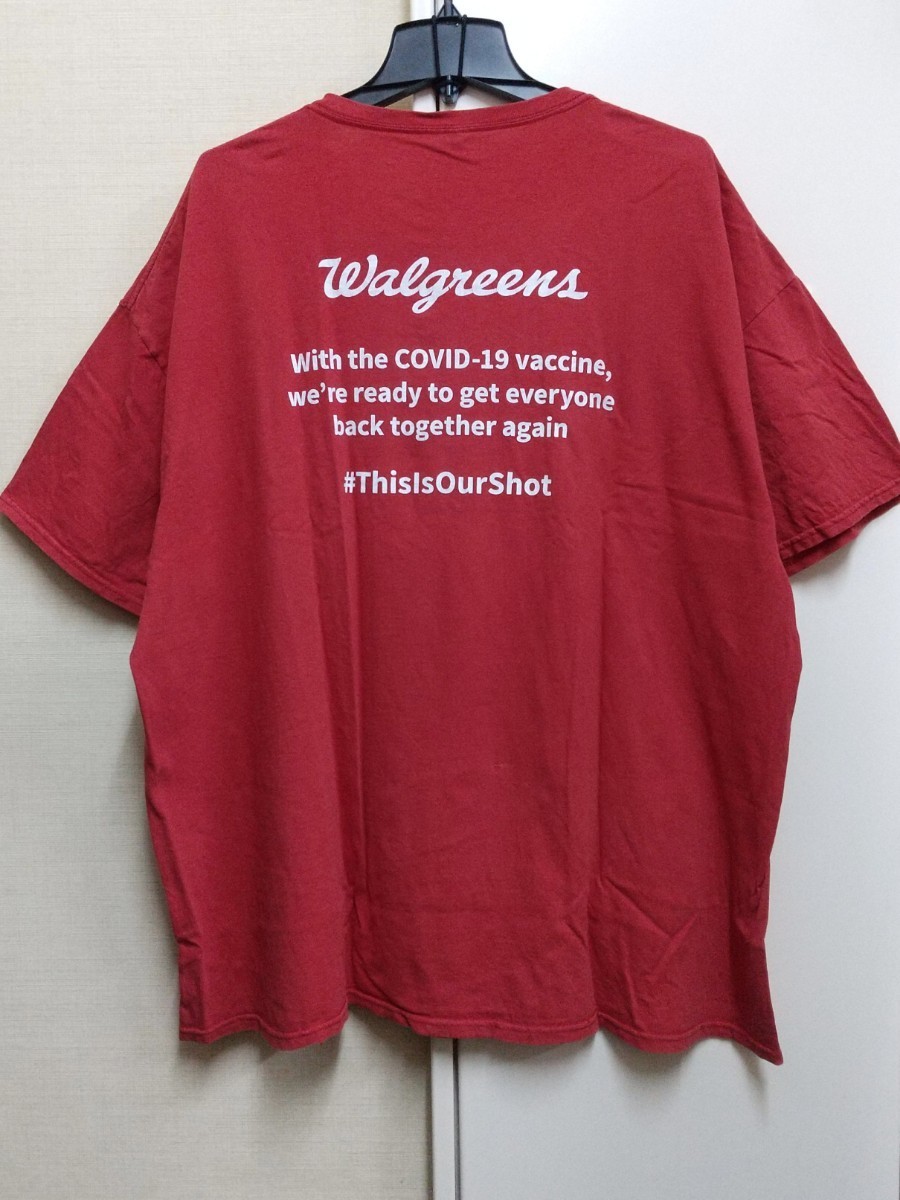 Walgreens
With the COVID-19 vaccine,
we're ready to get everyone
back together again
#ThisIsOurShot